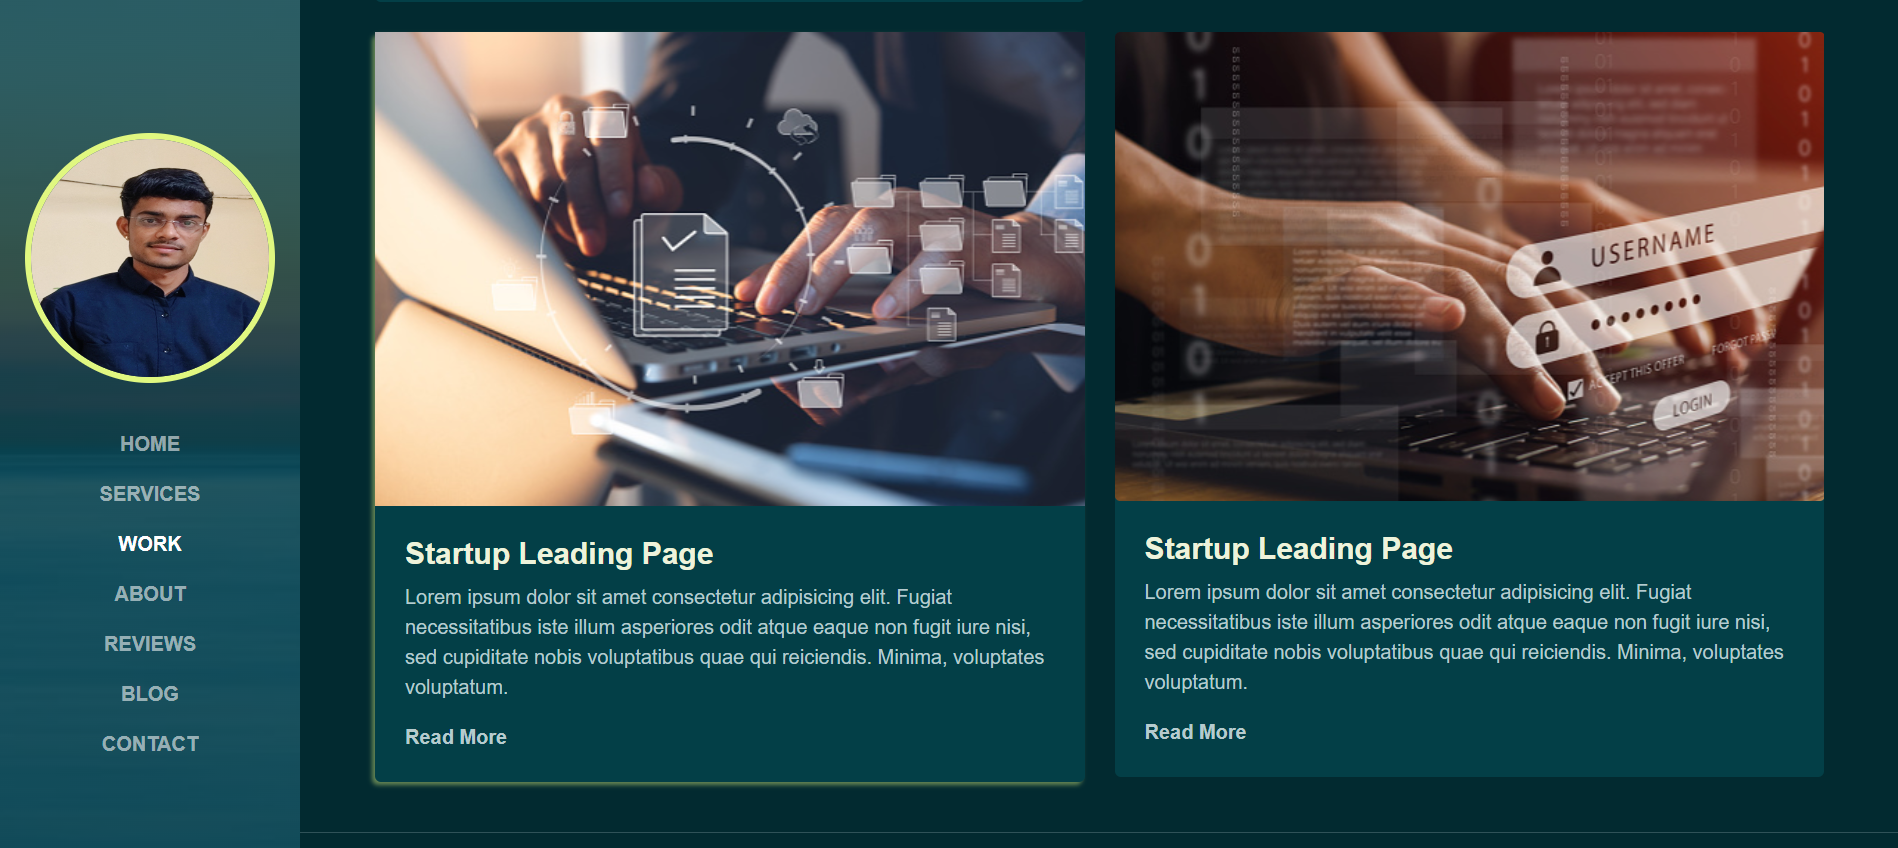 HOME
SERVICES
WORK
ABOUT
REVIEWS
BLOG
CONTACT
Startup Leading Page
Lorem ipsum dolor sit amet consectetur adipisicing elit. Fugiat
necessitatibus iste illum asperiores odit atque eaque non fugit iure nisi,
sed cupiditate nobis voluptatibus quae qui reiciendis. Minima, voluptates
voluptatum.
Read More
USERNAME
ACCEPT THIS OFFER
LOGIN
Startup Leading Page
Lorem ipsum dolor sit amet consectetur adipisicing elit. Fugiat
necessitatibus iste illum asperiores odit atque eaque non fugit iure nisi,
sed cupiditate nobis voluptatibus quae qui reiciendis. Minima, voluptates
voluptatum.
Read More